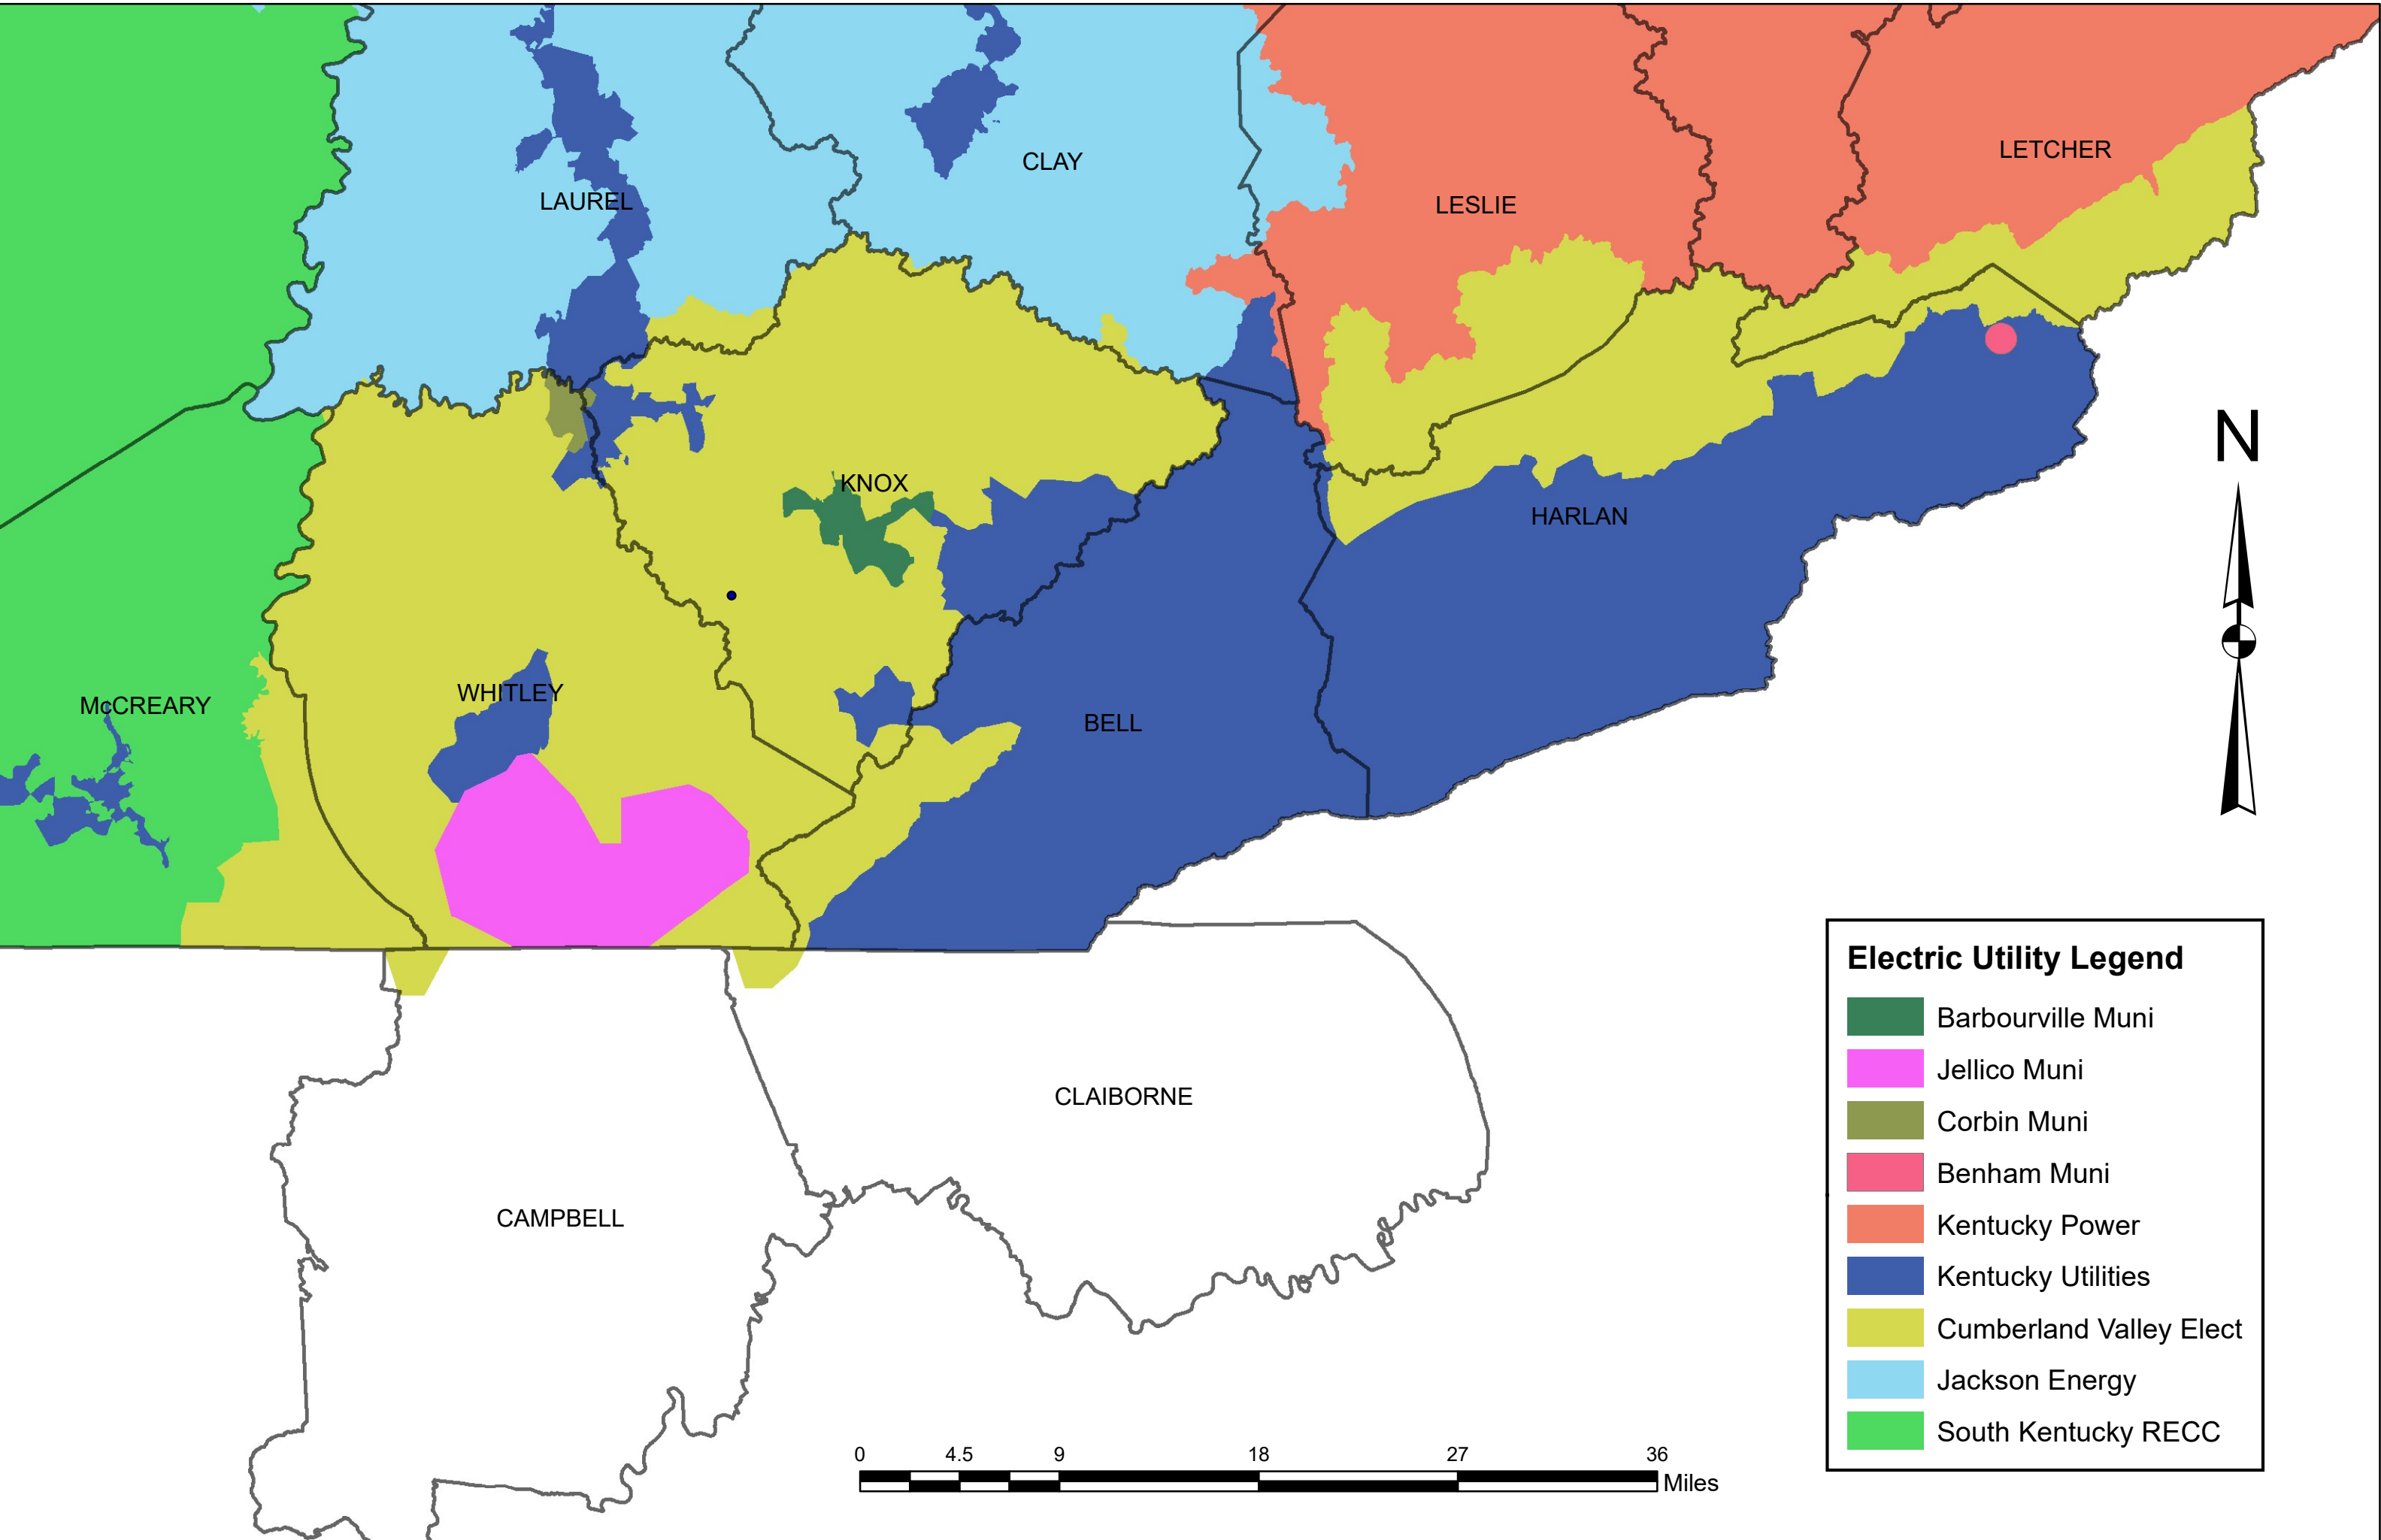 LETCHER
CLAY
LAUREL
LESLIE
N
KNOX
HARLAN
WHITLEY
McCREARY
BELL
Electric Utility Legend
Barbourville Muni
Jellico Muni
Corbin Muni
Benham Muni
Kentucky Power
Kentucky Utilities
Cumberland Valley Elect
Jackson Energy
South Kentucky RECC
CLAIBORNE
CAMPBELL
0 4.5 9 18 27 36
Miles